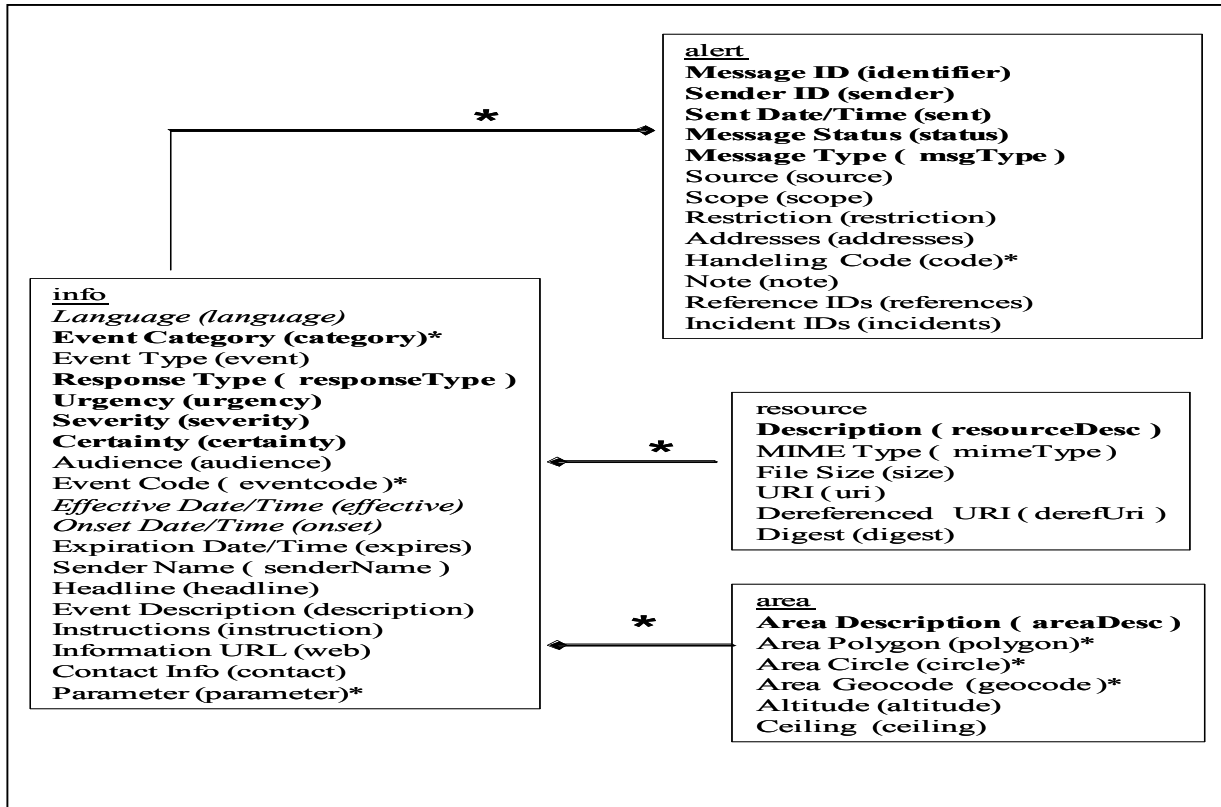 alert
Message ID (identifier)
Sender ID (sender)
Sent Date/Time (sent)
Message Status (status)
Message Type ( msgType )
Source (source)
Scope (scope)
Restriction (restriction)
Addresses (addresses)
Handeling Code (code)*
Note (note)
Reference IDs (references)
Incident IDs (incidents)
*
info
Language (language)
Event Category (category)*
Event Type (event)
Response Type ( responseType )
Urgency (urgency)
Severity (severity)
Certainty (certainty)
Audience (audience)
Event Code ( eventcode)*
Effective Date/Time (effective)
Onset Date/Time (onset)
Expiration Date/Time (expires)
Sender Name ( senderName )
Headline (headline)
Event Description (description)
Instructions (instruction)
Information URL (web)
Contact Info (contact)
Parameter (parameter)*
*
resource
Description ( resourceDesc )
MIME Type ( mimeType)
File Size (size)
URI ( uri)
Dereferenced URI ( derefUri )
Digest (digest)
*
area
Area Description ( areaDesc )
Area Polygon (polygon)*
Area Circle (circle)*
Area Geocode (geocode)*
Altitude (altitude)
Ceiling (ceiling)